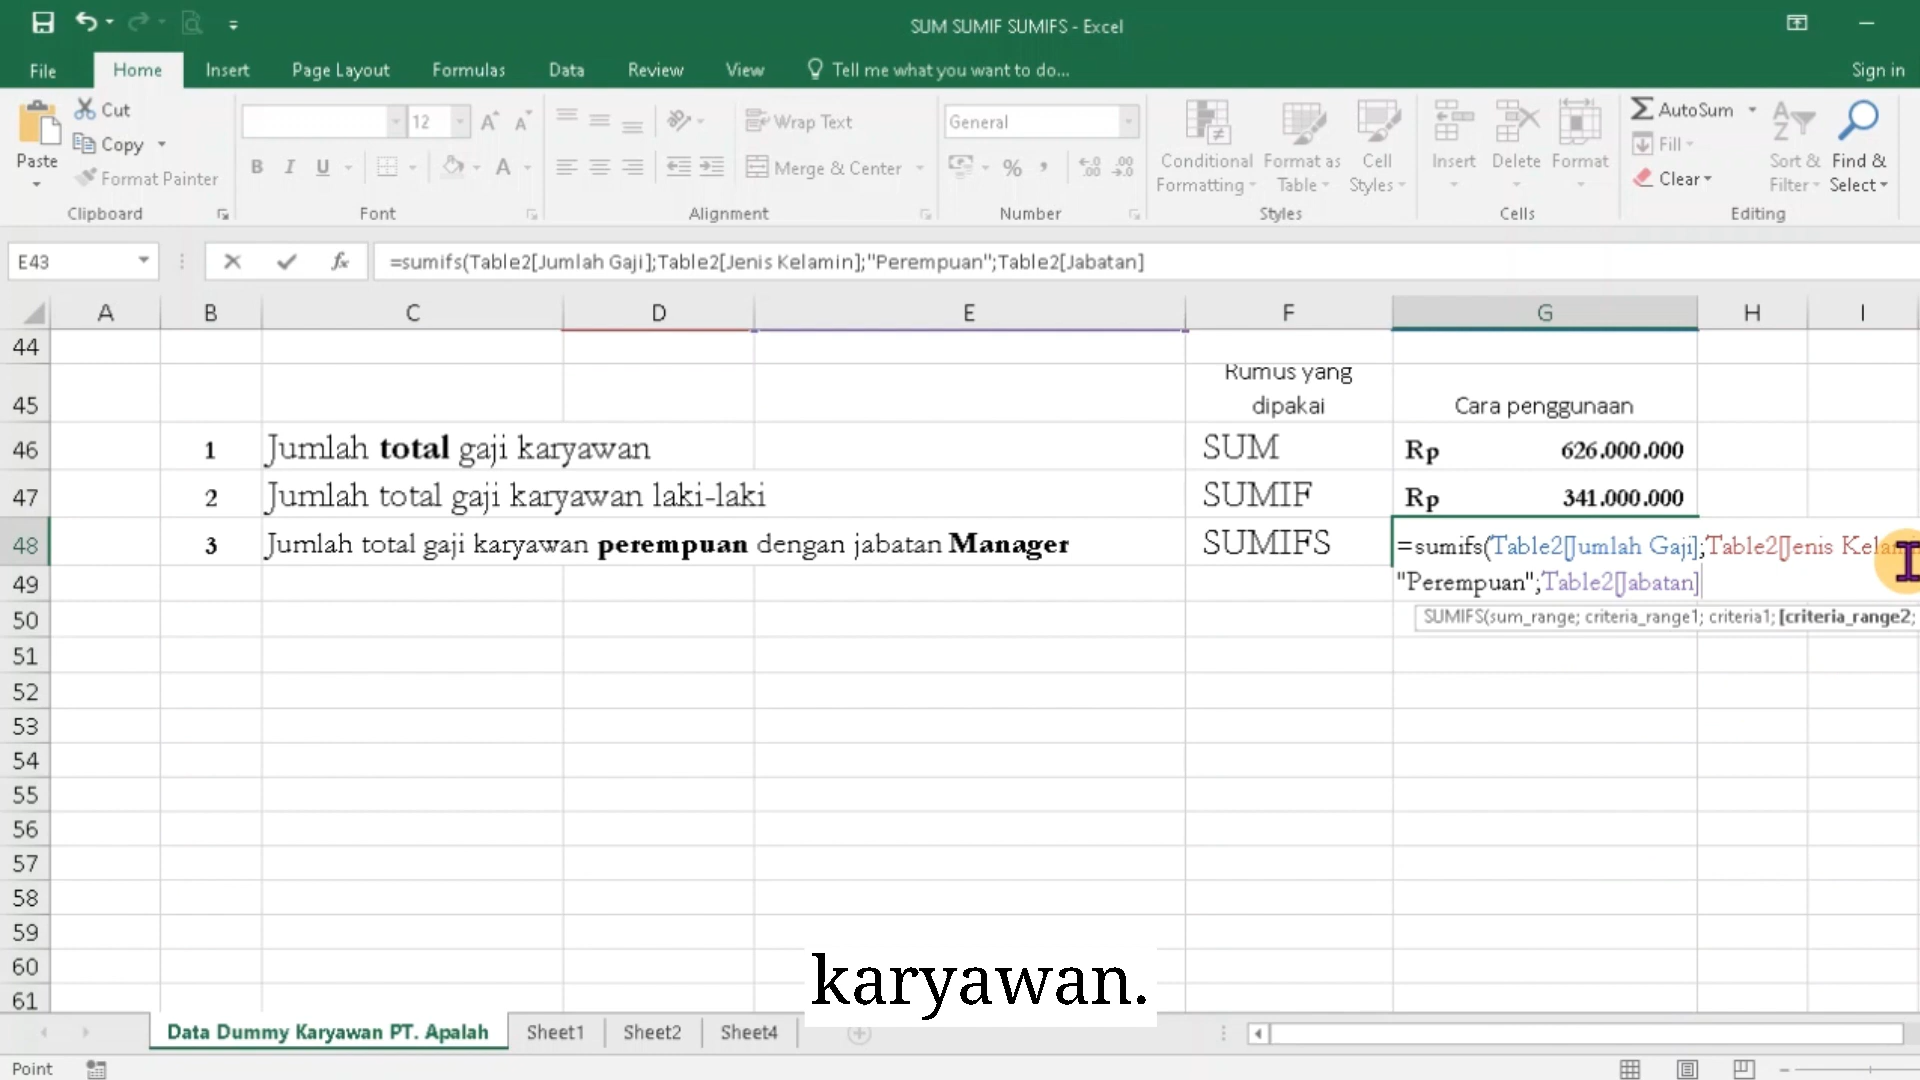 SUM SUMIF SUMIFS - Excel
File Home Insert Page Layout Formulas Data Review View Tell me what you want to do... Sign in
Paste
Cut
Copy
Format Painter
Clipboard
12 A A
B I U A
Font
Wrap Text
Merge & Center
Alignment
General
% , ←.0 .00 .00 →.0
Number
Conditional Formatting
Format as Table
Cell Styles
Styles
Insert Delete Format
Cells
AutoSum
Fill
Clear
Sort & Filter
Find & Select
Editing
E43 fx =sumifs(Table2[Jumlah Gaji];Table2[Jenis Kelamin];"Perempuan";Table2[Jabatan]
A B C D E F G H I
44
45 Rumus yang dipakai Cara penggunaan
46 1 Jumlah total gaji karyawan SUM Rp 626.000.000
47 2 Jumlah total gaji karyawan laki-laki SUMIF Rp 341.000.000
48 3 Jumlah total gaji karyawan perempuan dengan jabatan Manager SUMIFS =sumifs(Table2[Jumlah Gaji];Table2[Jenis
49 "Perempuan";Table2[Jabatan]
50 SUMIFS(sum_range; criteria_range1; criteria1; [criteria_range2;
51
52
53
54
55
56
57
58
59
60
61
karyawan.
Data Dummy Karyawan PT. Apalah Sheet1 Sheet2 Sheet4
Point